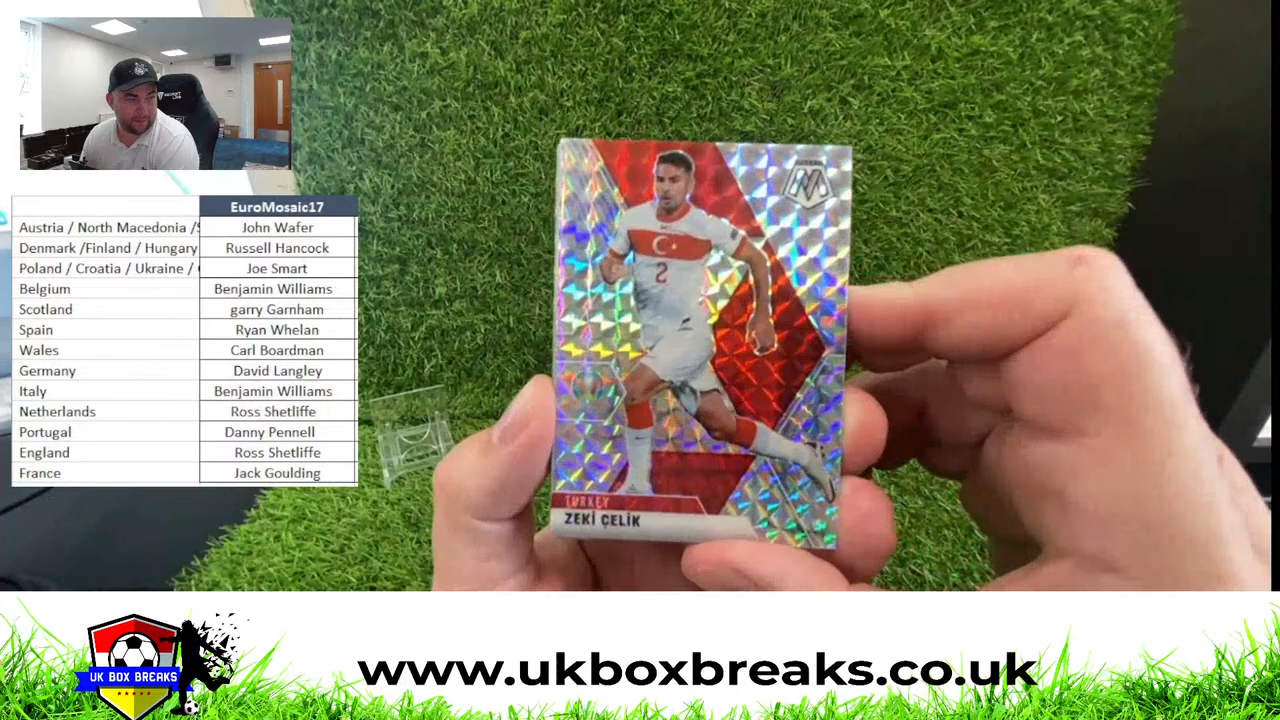 EuroMosaic17
Austria / North Macedonia /S John Wafer
Denmark /Finland / Hungary Russell Hancock
Poland / Croatia / Ukraine / Joe Smart
Belgium Benjamin Williams
Scotland garry Garnham
Spain Ryan Whelan
Wales Carl Boardman
Germany David Langley
Italy Benjamin Williams
Netherlands Ross Shetliffe
Portugal Danny Pennell
England Ross Shetliffe
France Jack Goulding
2
TURKEY
ZEKİ ÇELİK
UK BOX BREAKS
www.ukboxbreaks.co.uk